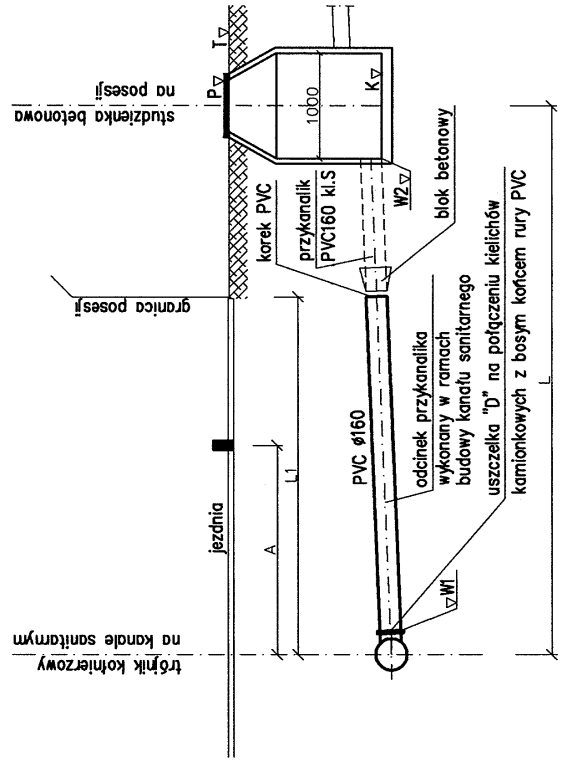 trójnik kołnierzowy
na kanale sanitarnym
jezdnia
A
L1
granica posesji
studzienka betonowa
na posesji
P
T
1000
K
W2
korek PVC
przykanalik
PVC160 kl.S
blok betonowy
PVC ø160
odcinek przykanalika
wykonany w ramach
budowy kanału sanitarnego
uszczelka "D" na połączeniu kielichów
kamionkowych z bosym końcem rury PVC
W1
L